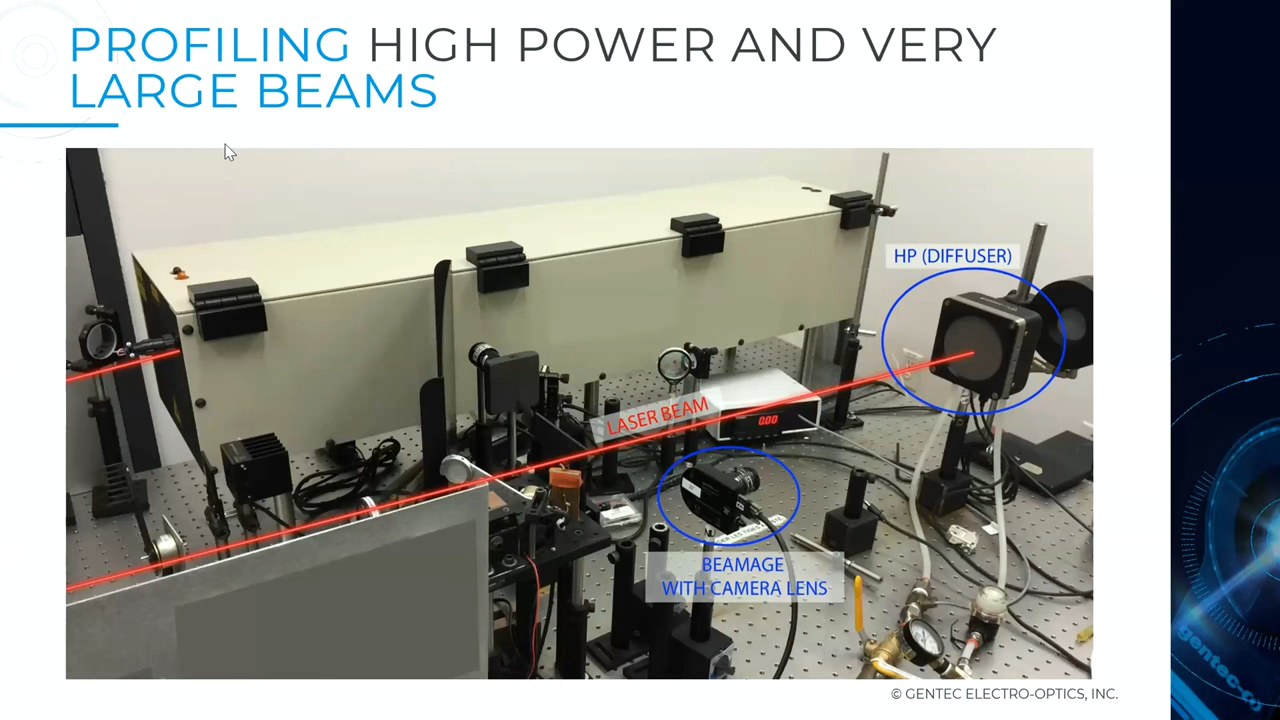 PROFILING HIGH POWER AND VERY
LARGE BEAMS
HP (DIFFUSER)
LASER BEAM
0.00
BEAMAGE
WITH CAMERA LENS
© GENTEC ELECTRO-OPTICS, INC.